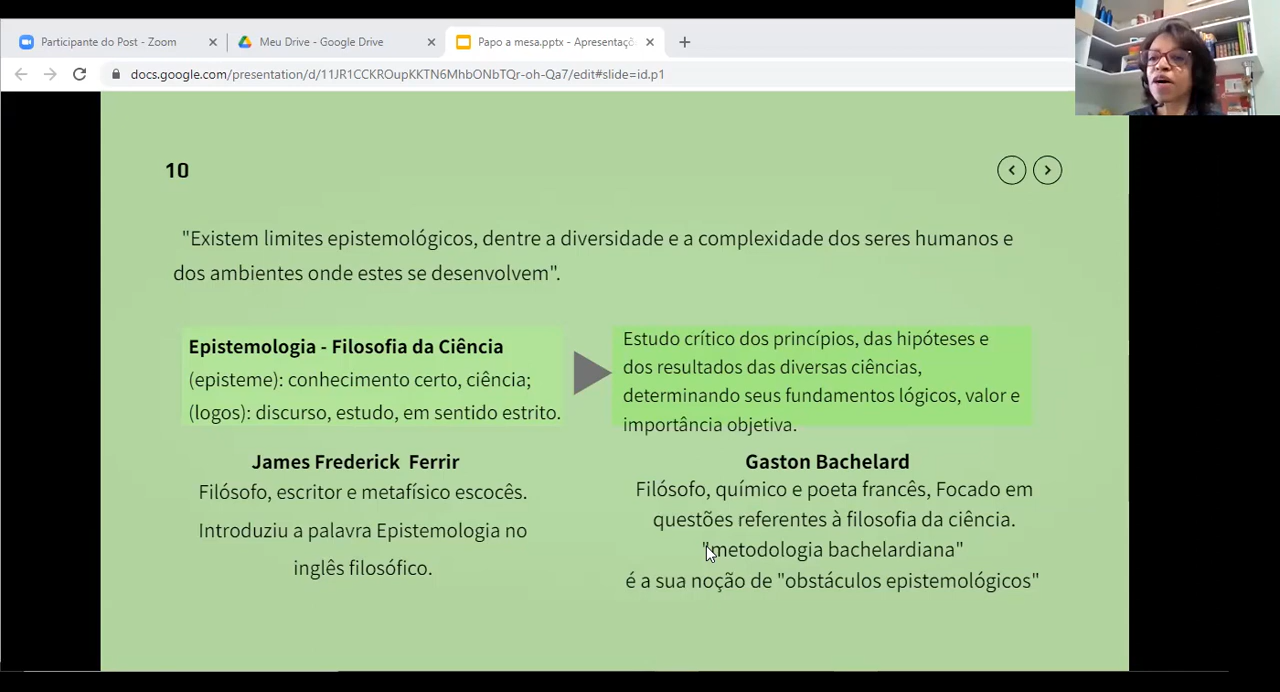 Participante do Post - Zoom
Meu Drive - Google Drive
Papo a mesa.pptx - Apresentaçõ
docs.google.com/presentation/d/11JR1CCKROupKKTN6MhbONbTQr-oh-Qa7/edit#slide=id.p1
10
"Existem limites epistemológicos, dentre a diversidade e a complexidade dos seres humanos e
dos ambientes onde estes se desenvolvem".
Epistemologia - Filosofia da Ciência
(episteme): conhecimento certo, ciência;
(logos): discurso, estudo, em sentido estrito.
Estudo crítico dos princípios, das hipóteses e
dos resultados das diversas ciências,
determinando seus fundamentos lógicos, valor e
importância objetiva.
James Frederick Ferrir
Filósofo, escritor e metafísico escocês.
Introduziu a palavra Epistemologia no
inglês filosófico.
Gaston Bachelard
Filósofo, químico e poeta francês, Focado em
questões referentes à filosofia da ciência.
"metodologia bachelardiana"
é a sua noção de "obstáculos epistemológicos"